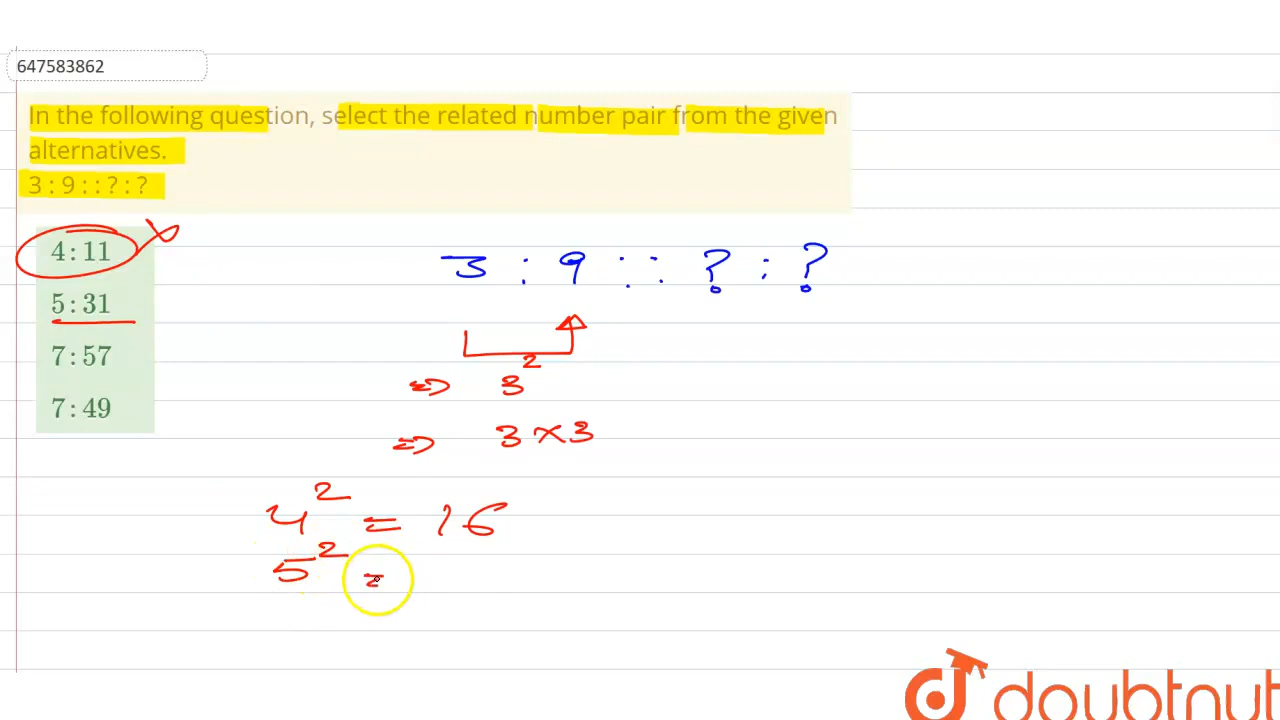 647583862
In the following question, select the related number pair from the given
alternatives.
3 : 9 : : ? : ?
4 : 11
5 : 31
7 : 57
7 : 49
3 : 9 : : ? : ?
⇒ 3²
⇒ 3 × 3
4² = 16
5² =
doubtnut